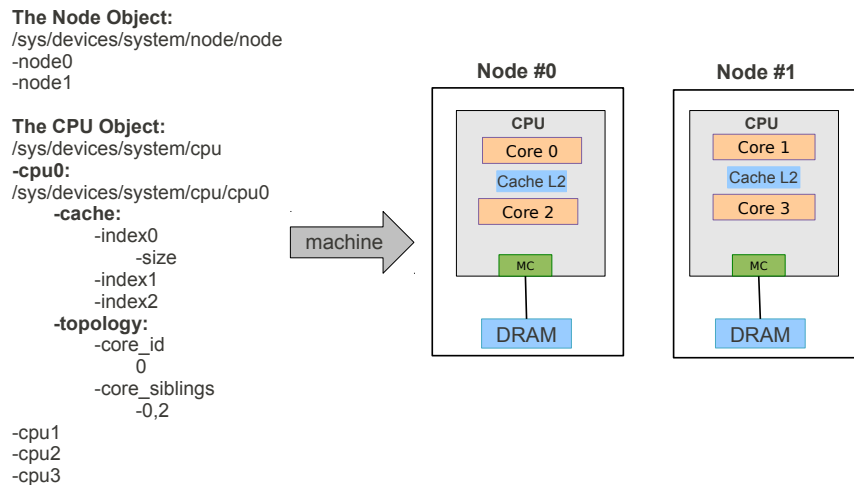 The Node Object:
/sys/devices/system/node/node
-node0
-node1
The CPU Object:
/sys/devices/system/cpu
-cpu0:
/sys/devices/system/cpu/cpu0
-cache:
-index0
-size
-index1
-index2
-topology:
-core_id
0
-core_siblings
-0,2
-cpu1
-cpu2
-cpu3
machine
Node #0
CPU
Core 0
Cache L2
Core 2
MC
DRAM
Node #1
CPU
Core 1
Cache L2
Core 3
MC
DRAM